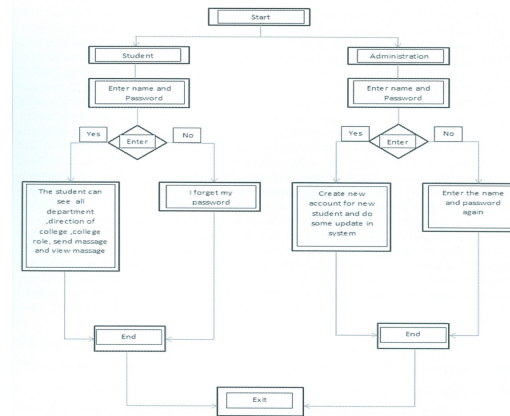 Start
Student
Administration
Enter name and
Password
Enter name and
Password
Yes
Enter
No
Yes
Enter
No
The student can
see all
department
,direction of
college ,college
role, send massage
and view massage
I forget my
password
Create new
account for new
student and do
some update in
system
Enter the name
and password
again
End
End
Exit